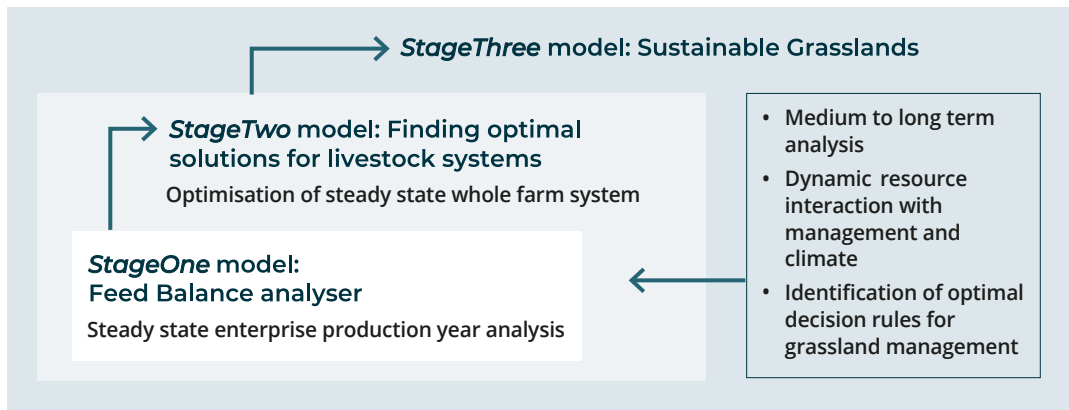 StageThree model: Sustainable Grasslands
StageTwo model: Finding optimal
solutions for livestock systems
Optimisation of steady state whole farm system
StageOne model:
Feed Balance analyser
Steady state enterprise production year analysis
• Medium to long term
analysis
• Dynamic resource
interaction with
management and
climate
• Identification of optimal
decision rules for
grassland management